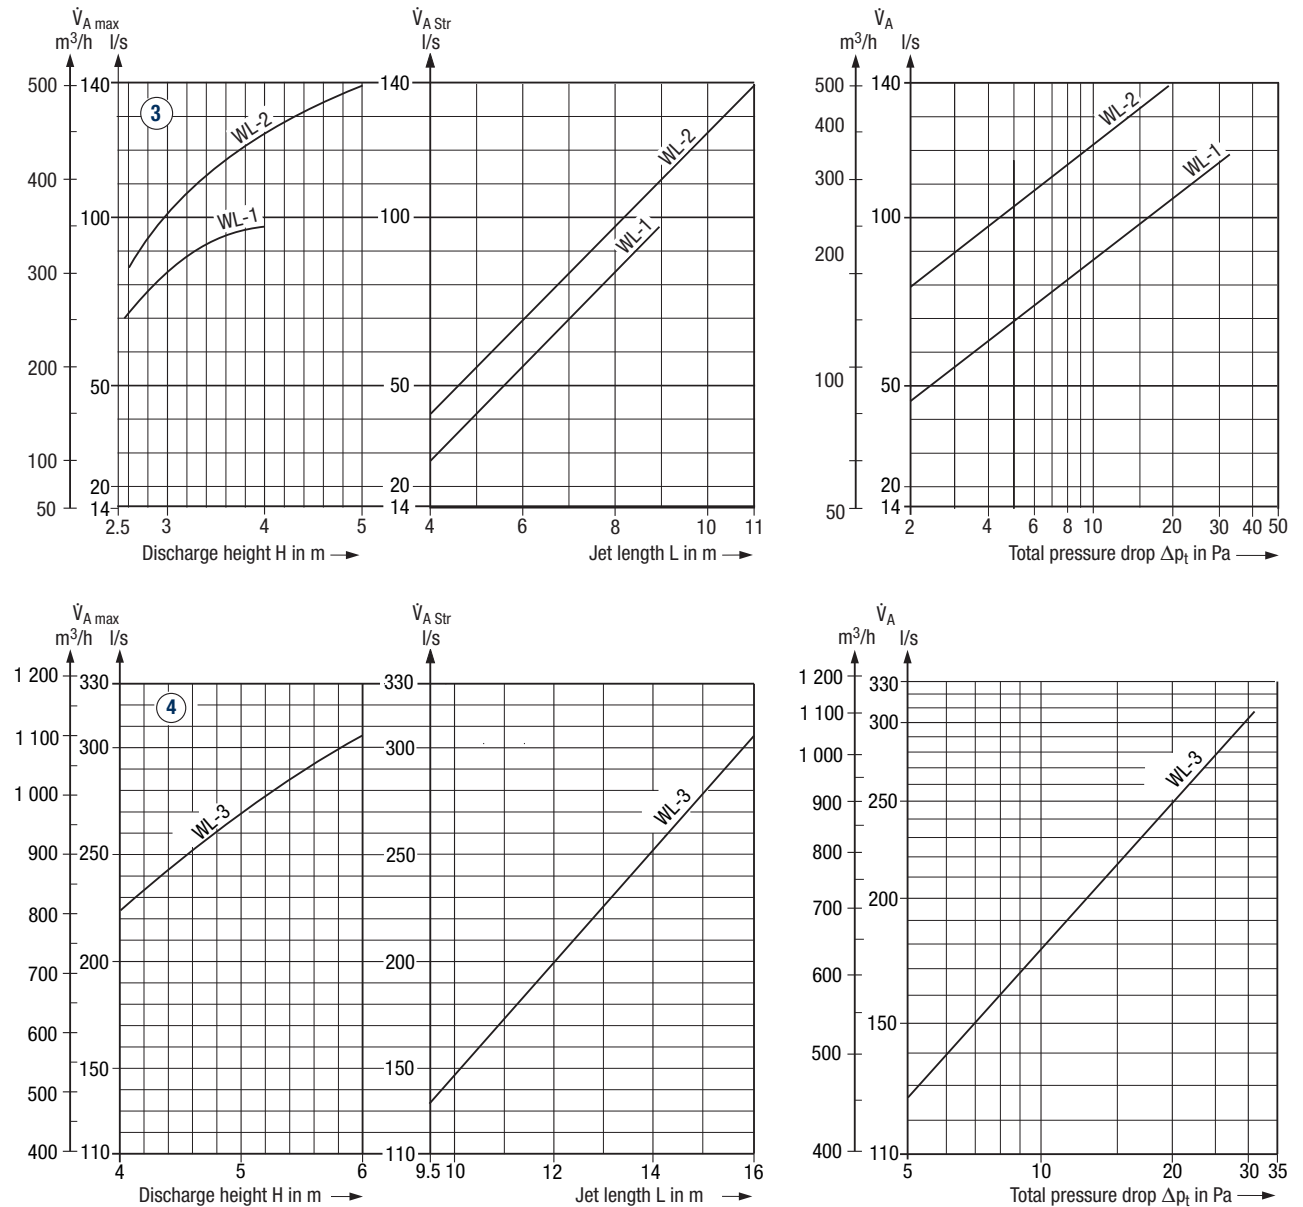 V̇A max
m³/h l/s
V̇A Str
l/s
V̇A
m³/h l/s
500 140 140 500 140
3
WL-2 WL-2 WL-2
400
400 WL-1
300
100 WL-1 100 WL-1 100
300 200
200
50 50 100 50
100
20 20 20
50 14 14 50 14
2.5 3 4 5 4 6 8 10 11 2 4 6 8 10 20 30 40 50
Discharge height H in m
Jet length L in m
Total pressure drop Δpt in Pa
V̇A max
m³/h l/s
V̇A Str
l/s
V̇A
m³/h l/s
1 200 330 330 1 200 330
4
1 100 300 300 1 100 300
1 000 1 000
WL-3 WL-3 WL-3
900 250 250 900 250
800 800
700 200 200 700 200
600 600
150 150 150
500 500
400 110 110 400 110
4 5 6 9.5 10 12 14 16 5 10 20 30 35
Discharge height H in m
Jet length L in m
Total pressure drop Δpt in Pa